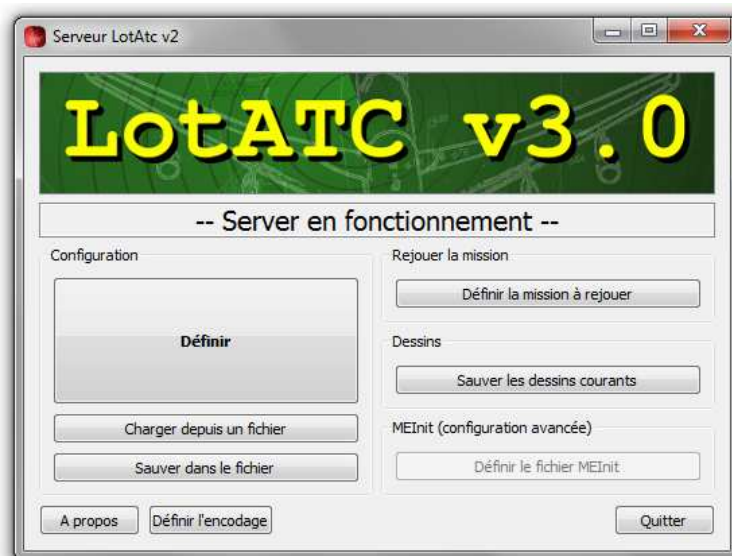 Serveur LotAtc v2
LotATC v3.0
-- Server en fonctionnement --
Configuration
Définir
Charger depuis un fichier
Sauver dans le fichier
Rejouer la mission
Définir la mission à rejouer
Dessins
Sauver les dessins courants
MEInit (configuration avancée)
Définir le fichier MEInit
A propos
Définir l'encodage
Quitter